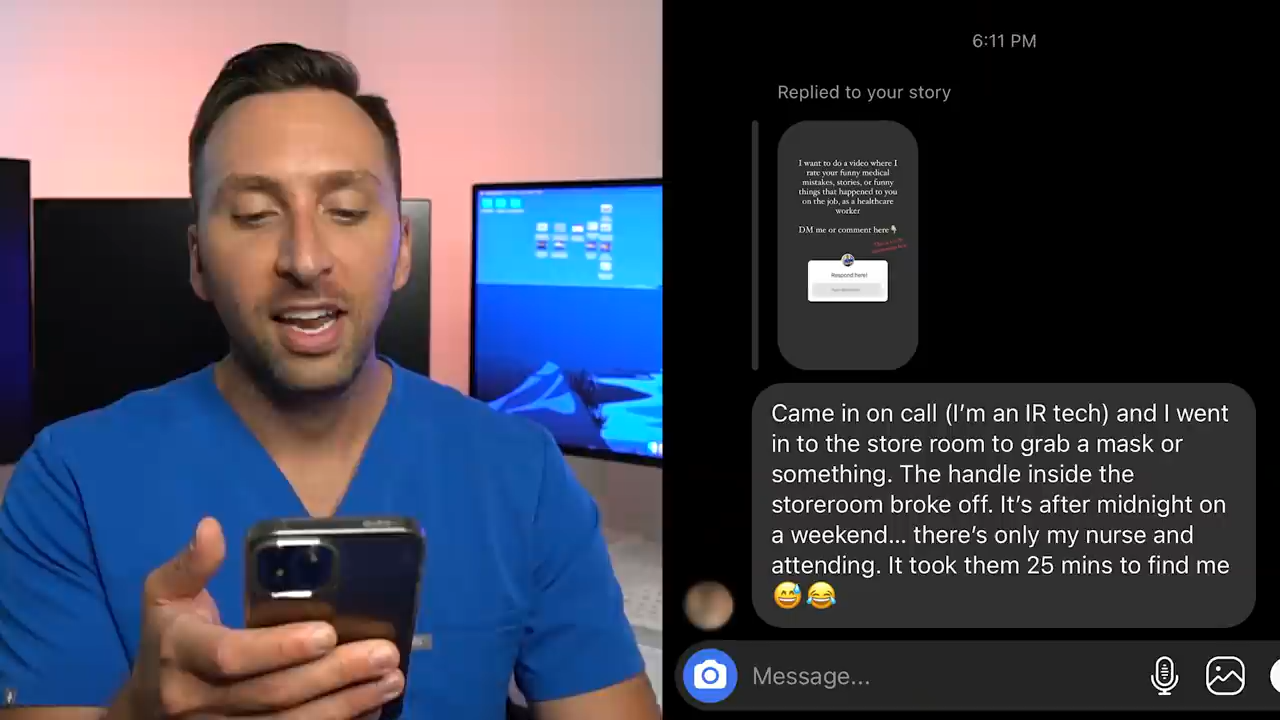 6:11 PM
Replied to your story
I want to do a video where I
rate your funny medical
mistakes, stories, or funny
things that happened to you
on the job, as a healthcare
worker
DM me or comment here👇
Respond here!
Came in on call (I’m an IR tech) and I went
in to the store room to grab a mask or
something. The handle inside the
storeroom broke off. It’s after midnight on
a weekend... there’s only my nurse and
attending. It took them 25 mins to find me
😅😂
Message...